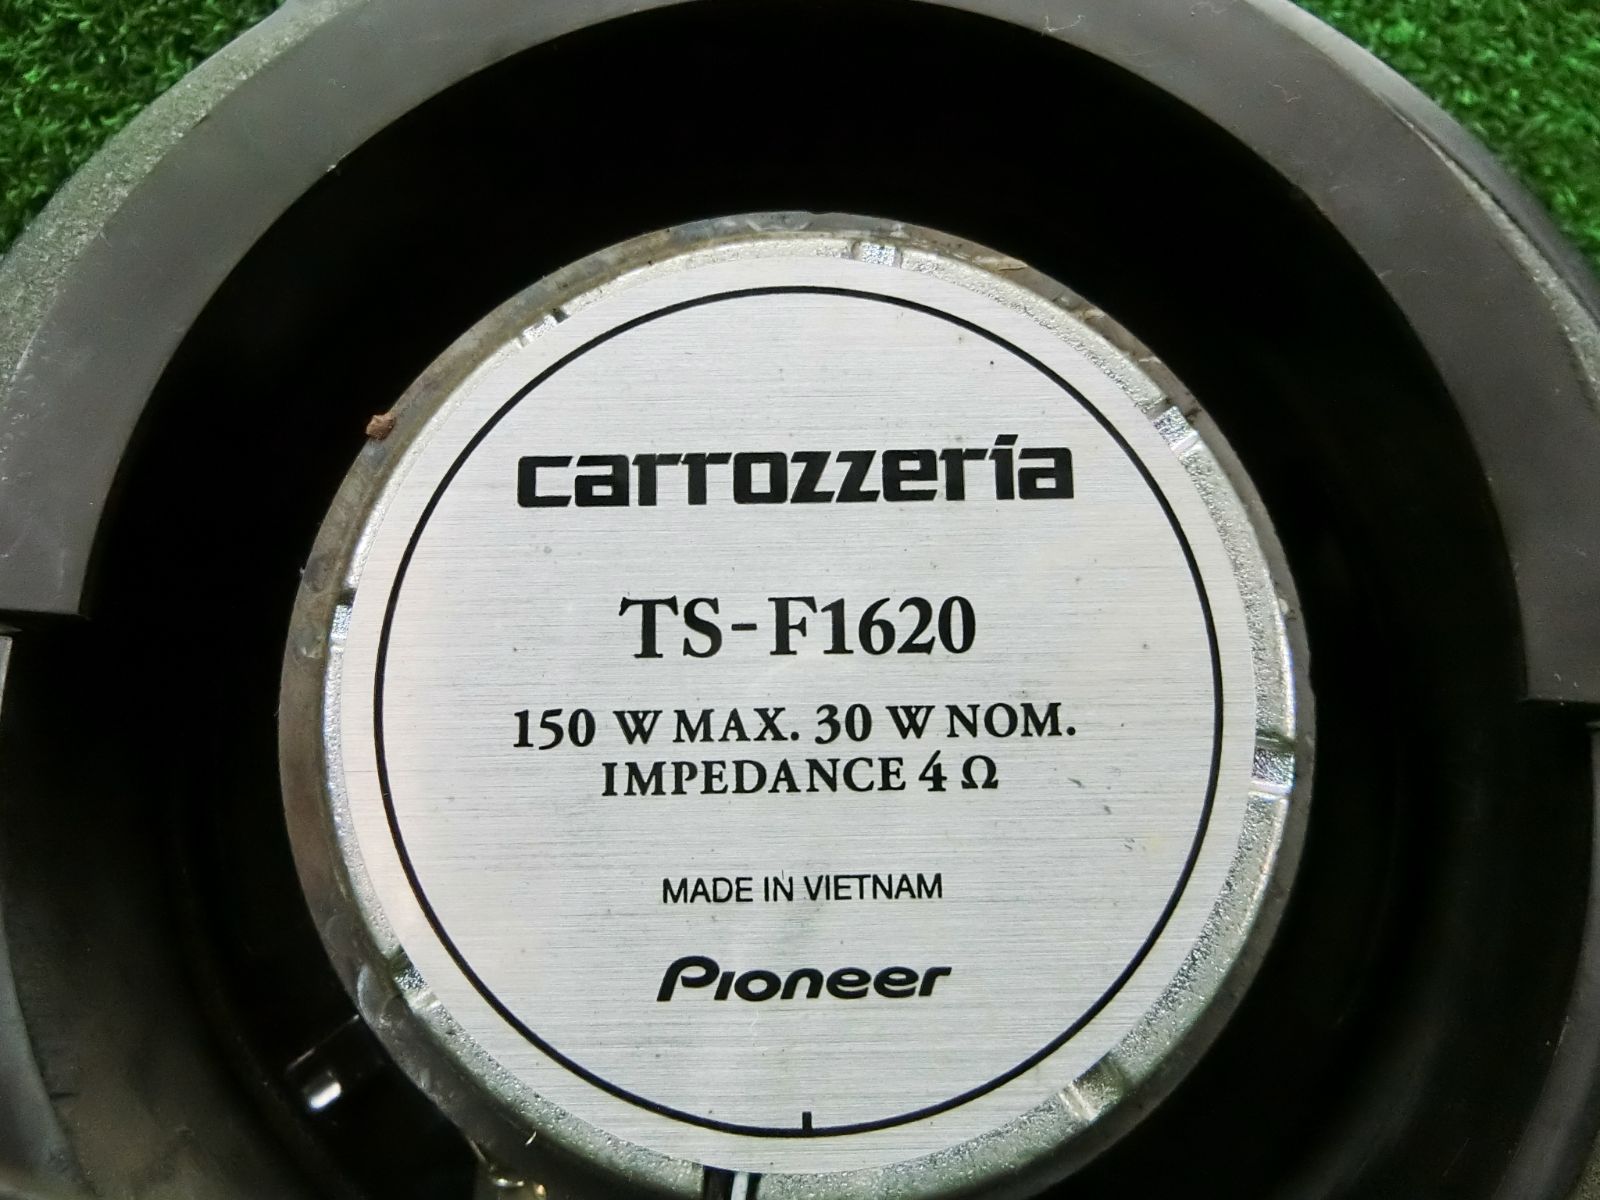 carrozzeria
TS-F1620
150 W MAX. 30 W NOM.
IMPEDANCE 4 Ω
MADE IN VIETNAM
Pioneer